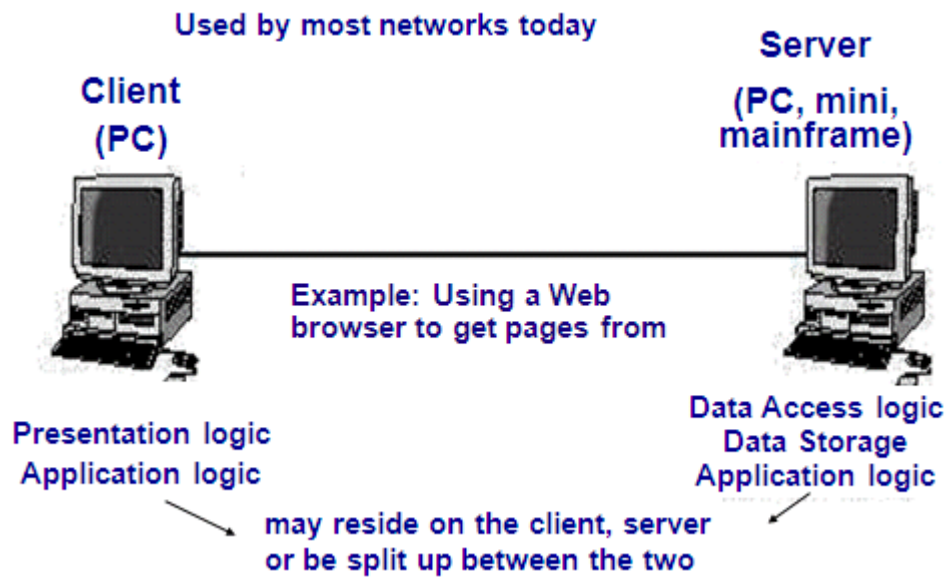 Used by most networks today
Client
(PC)
Server
(PC, mini,
mainframe)
Example: Using a Web
browser to get pages from
Presentation logic
Application logic
Data Access logic
Data Storage
Application logic
may reside on the client, server
or be split up between the two